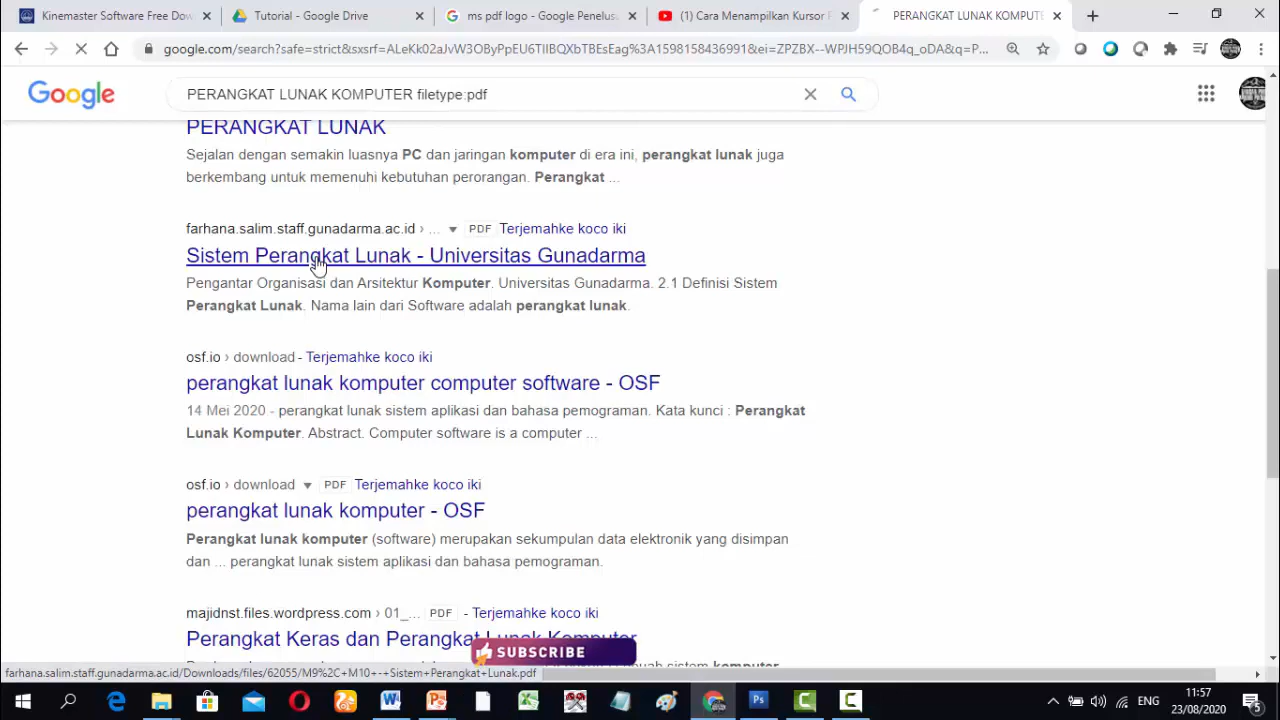 Kinemaster Software Free Dow
Tutorial - Google Drive
ms pdf logo - Google Penelus
(1) Cara Menampilkan Kursor P
PERANGKAT LUNAK KOMPUTE
google.com/search?safe=strict&sxsrf=ALeKk02aJvW3OByPpEU6TIIBQXbTBEsEag%3A1598158436991&ei=ZPZBX--WPJH59QOB4q_oDA&q=P...
Google
PERANGKAT LUNAK KOMPUTER filetype:pdf
PERANGKAT LUNAK
Sejalan dengan semakin luasnya PC dan jaringan komputer di era ini, perangkat lunak juga
berkembang untuk memenuhi kebutuhan perorangan. Perangkat ...
farhana.salim.staff.gunadarma.ac.id › ... PDF Terjemahke koco iki
Sistem Perangkat Lunak - Universitas Gunadarma
Pengantar Organisasi dan Arsitektur Komputer. Universitas Gunadarma. 2.1 Definisi Sistem
Perangkat Lunak. Nama lain dari Software adalah perangkat lunak.
osf.io › download - Terjemahke koco iki
perangkat lunak komputer computer software - OSF
14 Mei 2020 - perangkat lunak sistem aplikasi dan bahasa pemograman. Kata kunci : Perangkat
Lunak Komputer. Abstract. Computer software is a computer ...
osf.io › download PDF Terjemahke koco iki
perangkat lunak komputer - OSF
Perangkat lunak komputer (software) merupakan sekumpulan data elektronik yang disimpan
dan ... perangkat lunak sistem aplikasi dan bahasa pemograman.
majidnst.files.wordpress.com › 01_... PDF - Terjemahke koco iki
Perangkat Keras dan Perangkat Lunak Komputer
SUBSCRIBE
sistem komputer
farhana.salim.staff.gunadarma.ac.id/Downloads/files/62055/M9%2C+M10+-+Sistem+Perangkat+Lunak.pdf
ENG
11:57
23/08/2020
5